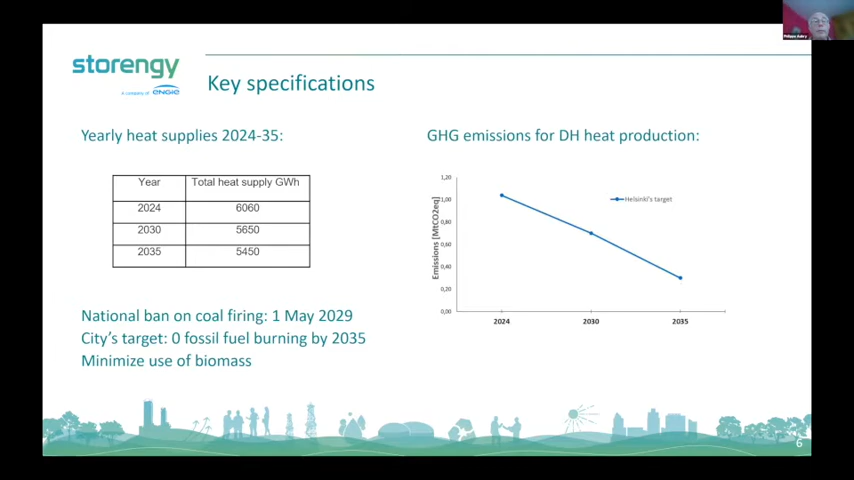 Philippe Aubry
storengy
A company of ENGIE
Key specifications
Yearly heat supplies 2024-35:
GHG emissions for DH heat production:
Year Total heat supply GWh
2024 6060
2030 5650
2035 5450
Emissions [MtCO2eq]
1,20
1,00
0,80
0,60
0,40
0,20
0,00
Helsinki's target
2024 2030 2035
National ban on coal firing: 1 May 2029
City's target: 0 fossil fuel burning by 2035
Minimize use of biomass
6